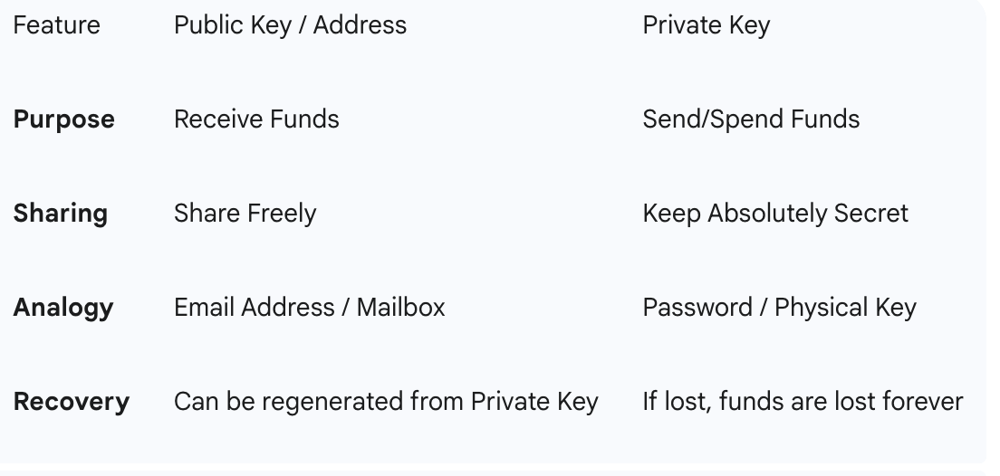 Feature Public Key / Address Private Key
Purpose Receive Funds Send/Spend Funds
Sharing Share Freely Keep Absolutely Secret
Analogy Email Address / Mailbox Password / Physical Key
Recovery Can be regenerated from Private Key If lost, funds are lost forever